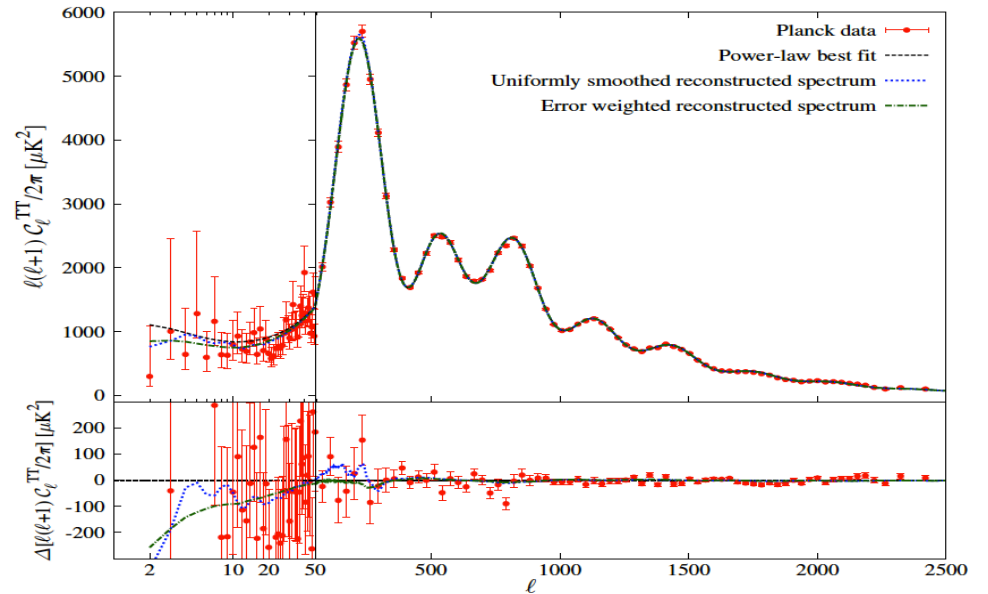 Planck data
Power-law best fit
Uniformly smoothed reconstructed spectrum
Error weighted reconstructed spectrum
ℓ(ℓ+1) C_ℓ^TT/2π [μK²]
6000
5000
4000
3000
2000
1000
0
Δ[ℓ(ℓ+1) C_ℓ^TT/2π] [μK²]
200
100
0
-100
-200
2 10 20 50 500 1000 1500 2000 2500
ℓ